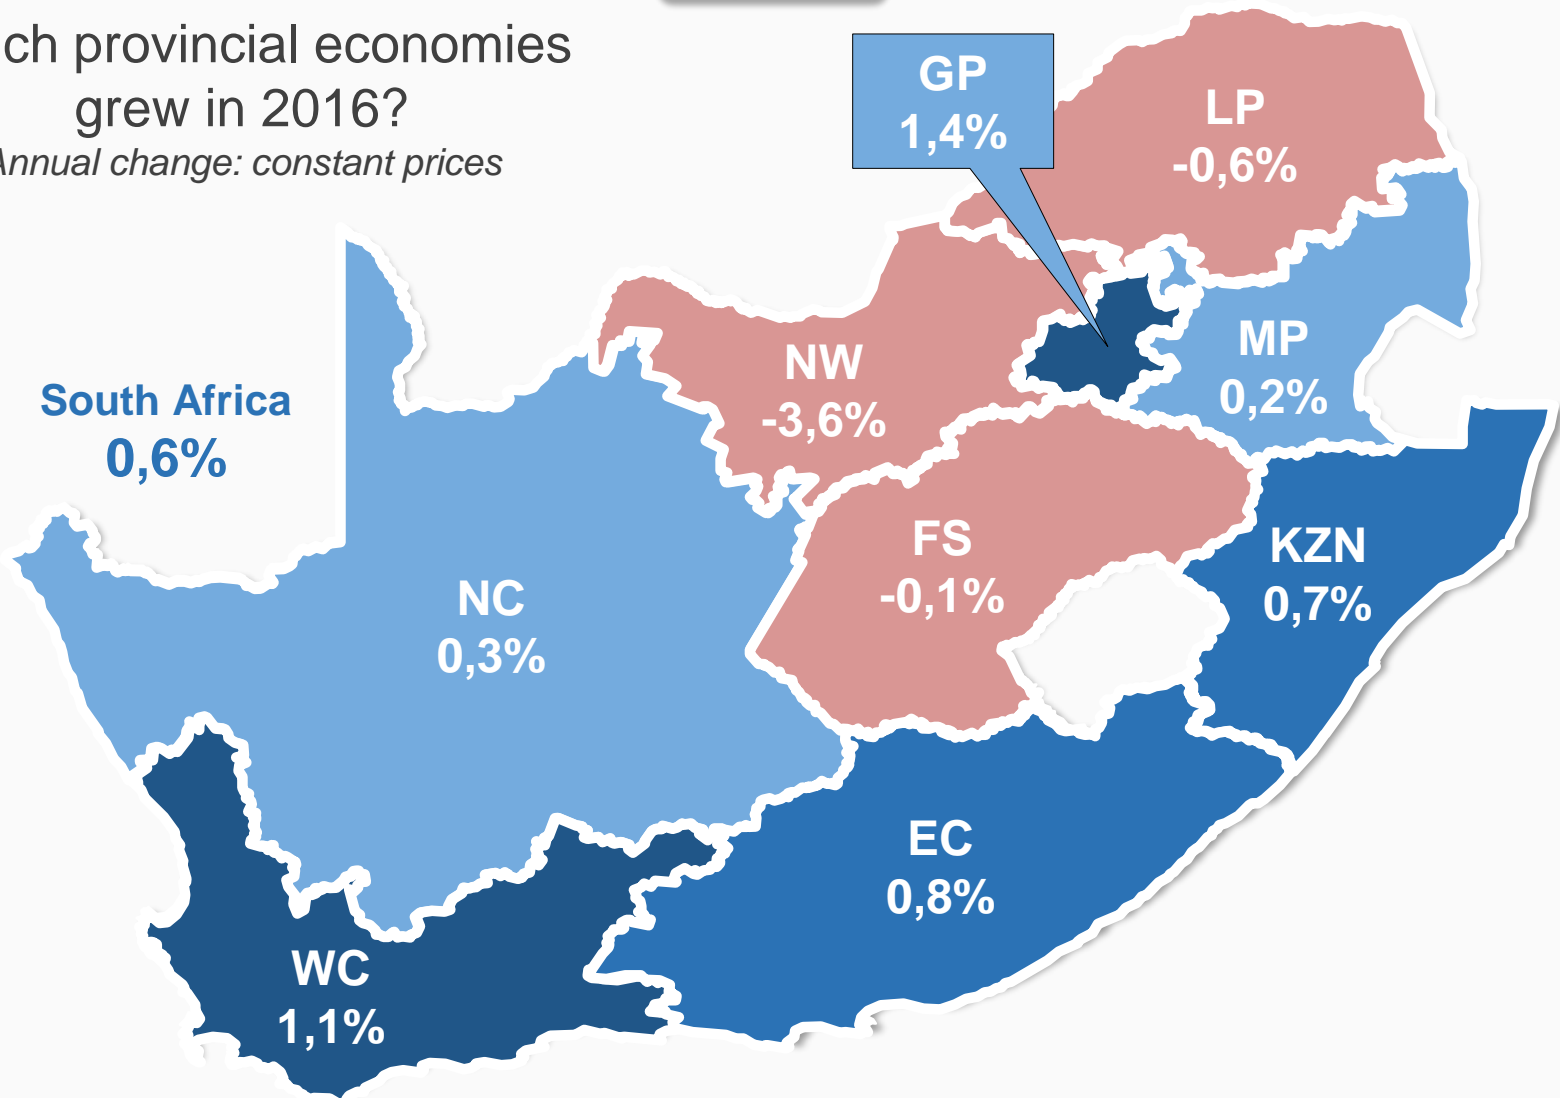 ch provincial economies
grew in 2016?
Annual change: constant prices
GP
1,4%
LP
-0,6%
South Africa
0,6%
NW
-3,6%
MP
0,2%
FS
-0,1%
KZN
0,7%
NC
0,3%
EC
0,8%
WC
1,1%